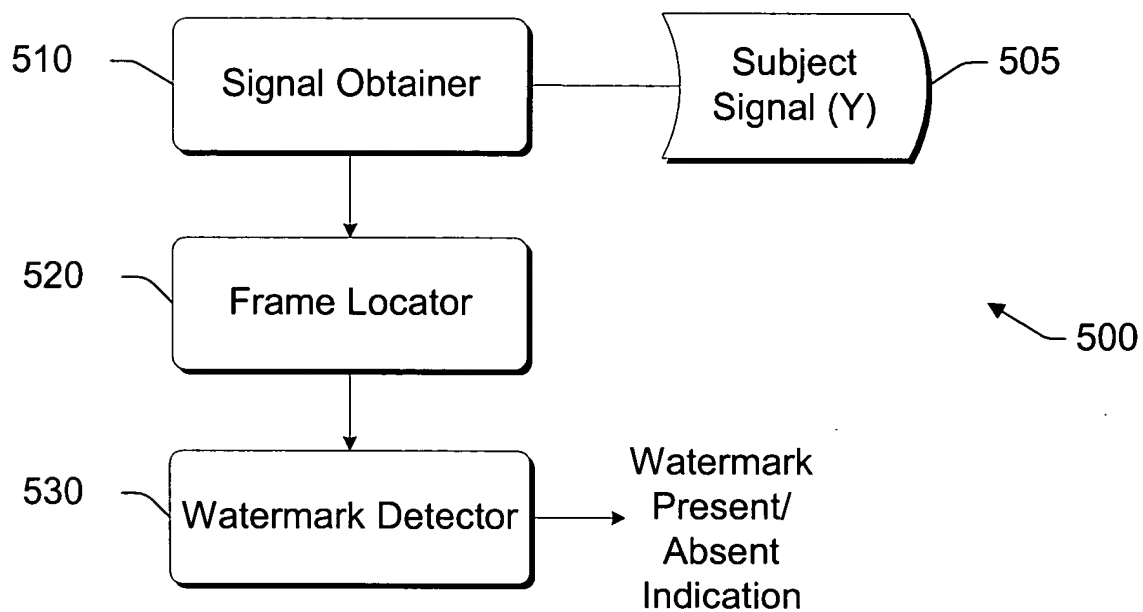 510
Signal Obtainer
Subject
Signal (Y)
505
520
Frame Locator
500
530
Watermark Detector
Watermark
Present/
Absent
Indication